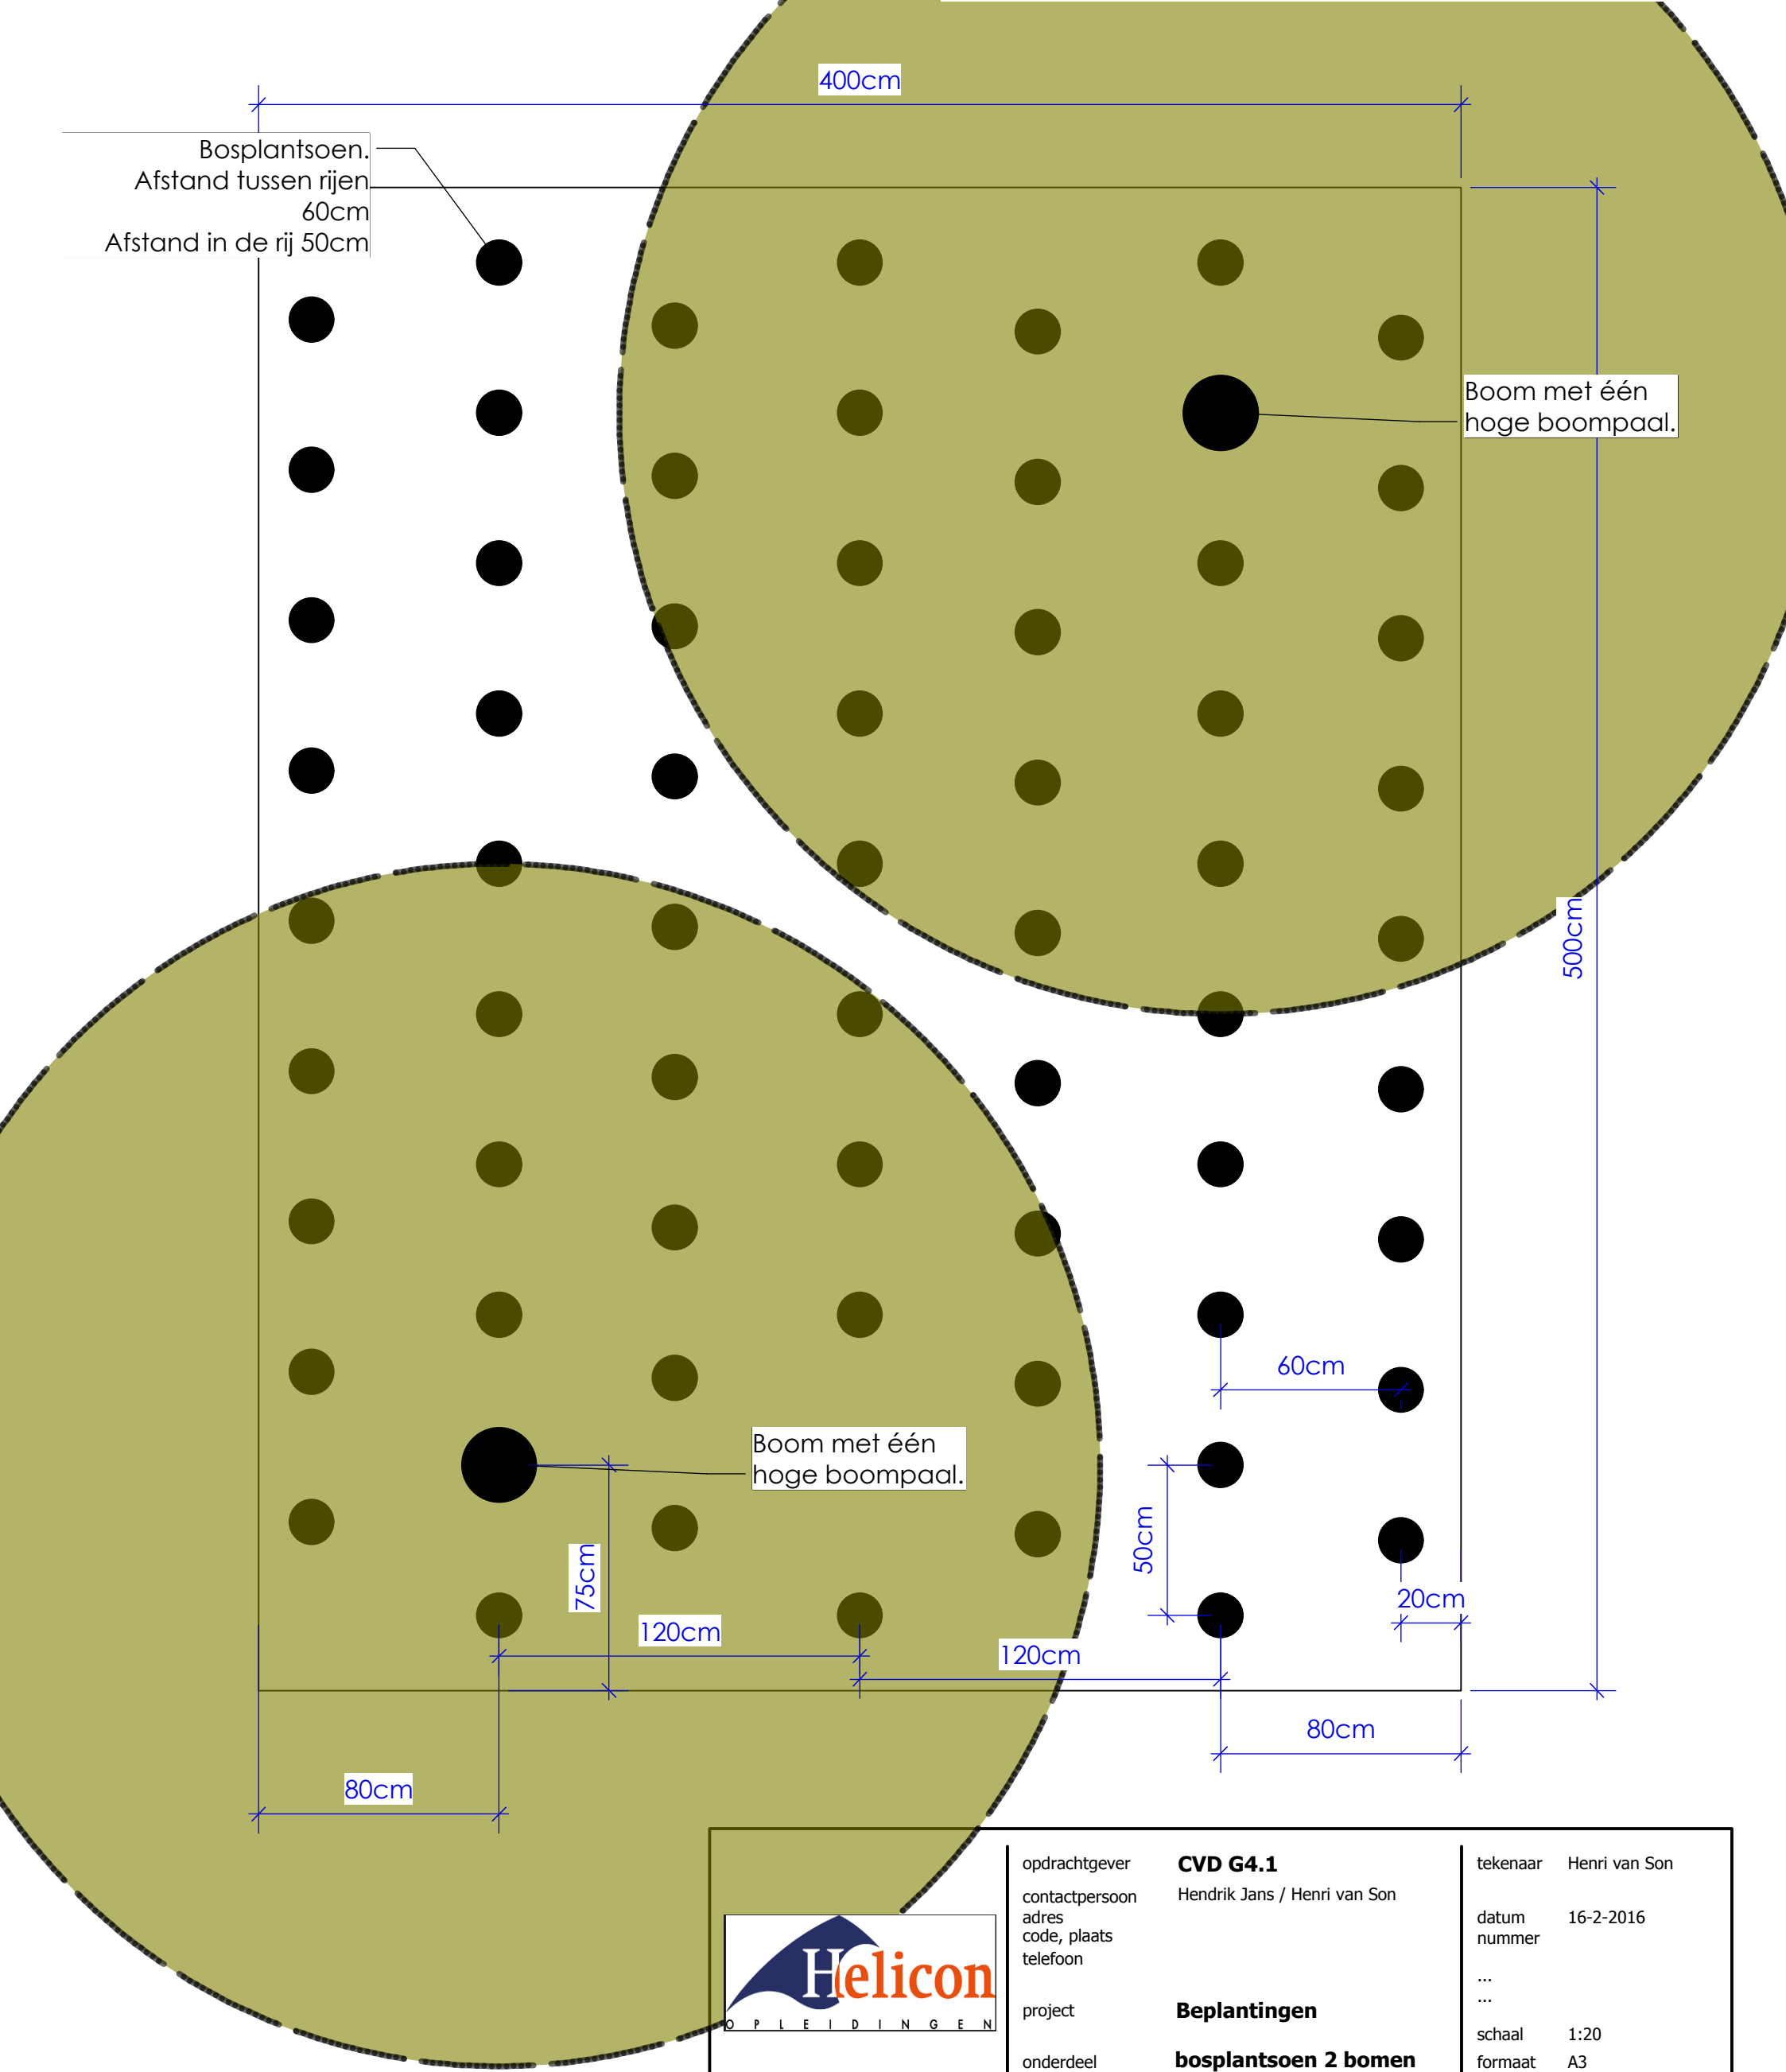 400cm
Bosplantsoen.
Afstand tussen rijen
60cm
Afstand in de rij 50cm
Boom met één
hoge boompaal.
500cm
60cm
Boom met één
hoge boompaal.
50cm
75cm
20cm
120cm
120cm
80cm
80cm
opdrachtgever CVD G4.1
contactpersoon Hendrik Jans / Henri van Son
adres
code, plaats
telefoon
project Beplantingen
onderdeel bosplantsoen 2 bomen
tekenaar Henri van Son
datum 16-2-2016
nummer
...
...
schaal 1:20
formaat A3
Helicon
OPLEIDINGEN